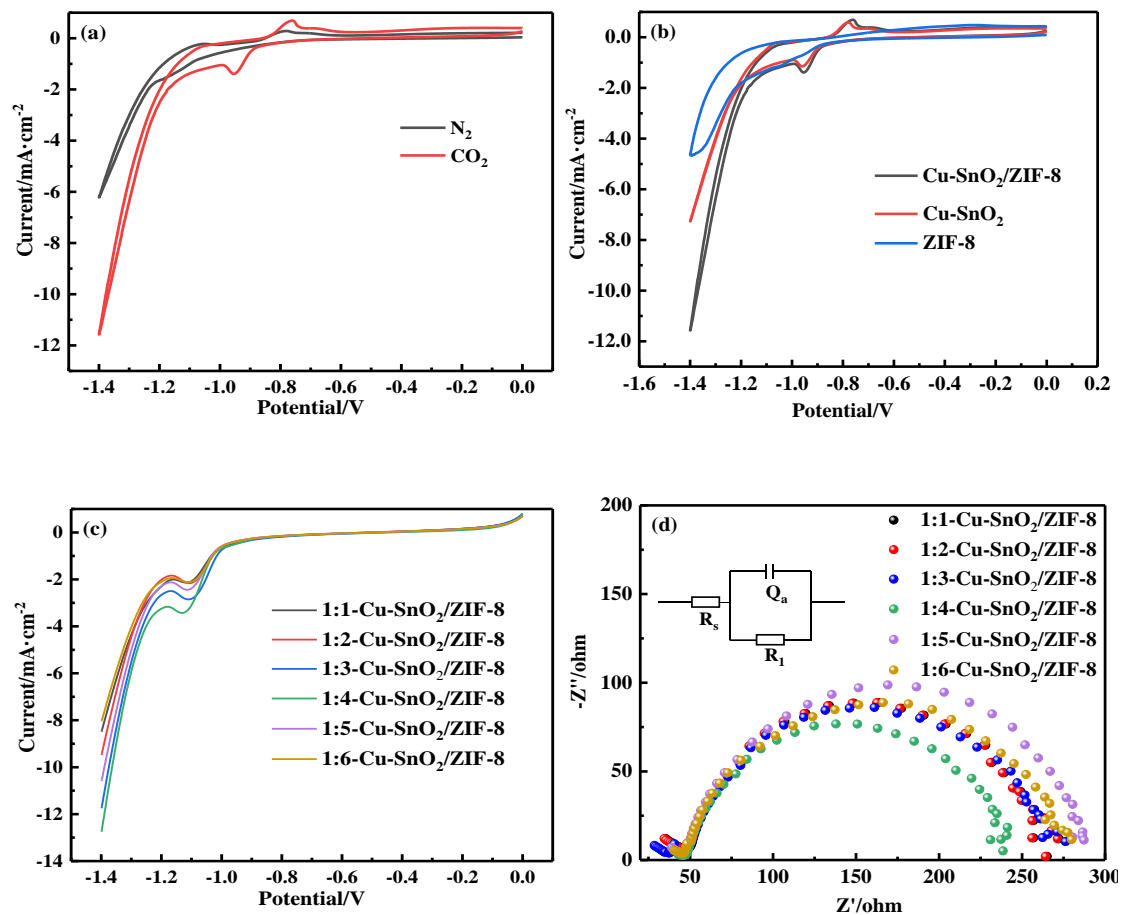 (a)
Current/mA·cm-2
0
-2
-4
-6
-8
-10
-12
N2
CO2
-1.4
-1.2
-1.0
-0.8
-0.6
-0.4
-0.2
0.0
Potential/V
(b)
Current/mA·cm-2
0.0
-2.0
-4.0
-6.0
-8.0
-10.0
-12.0
Cu-SnO2/ZIF-8
Cu-SnO2
ZIF-8
-1.6
-1.4
-1.2
-1.0
-0.8
-0.6
-0.4
-0.2
0.0
0.2
Potential/V
(c)
Current/mA·cm-2
0
-2
-4
-6
-8
-10
-12
-14
1:1-Cu-SnO2/ZIF-8
1:2-Cu-SnO2/ZIF-8
1:3-Cu-SnO2/ZIF-8
1:4-Cu-SnO2/ZIF-8
1:5-Cu-SnO2/ZIF-8
1:6-Cu-SnO2/ZIF-8
-1.4
-1.2
-1.0
-0.8
-0.6
-0.4
-0.2
0.0
Potential/V
(d)
-Z''/ohm
200
150
100
50
0
1:1-Cu-SnO2/ZIF-8
1:2-Cu-SnO2/ZIF-8
1:3-Cu-SnO2/ZIF-8
1:4-Cu-SnO2/ZIF-8
1:5-Cu-SnO2/ZIF-8
1:6-Cu-SnO2/ZIF-8
Rs
Qa
R1
50
100
150
200
250
300
Z'/ohm